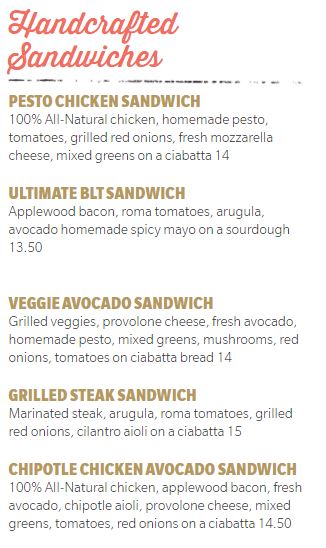 Handcrafted
Sandwiches
PESTO CHICKEN SANDWICH
100% All-Natural chicken, homemade pesto,
tomatoes, grilled red onions, fresh mozzarella
cheese, mixed greens on a ciabatta 14
ULTIMATE BLT SANDWICH
Applewood bacon, roma tomatoes, arugula,
avocado homemade spicy mayo on a sourdough
13.50
VEGGIE AVOCADO SANDWICH
Grilled veggies, provolone cheese, fresh avocado,
homemade pesto, mixed greens, mushrooms, red
onions, tomatoes on ciabatta bread 14
GRILLED STEAK SANDWICH
Marinated steak, arugula, roma tomatoes, grilled
red onions, cilantro aioli on a ciabatta 15
CHIPOTLE CHICKEN AVOCADO SANDWICH
100% All-Natural chicken, applewood bacon, fresh
avocado, chipotle aioli, provolone cheese, mixed
greens, tomatoes, red onions on a ciabatta 14.50